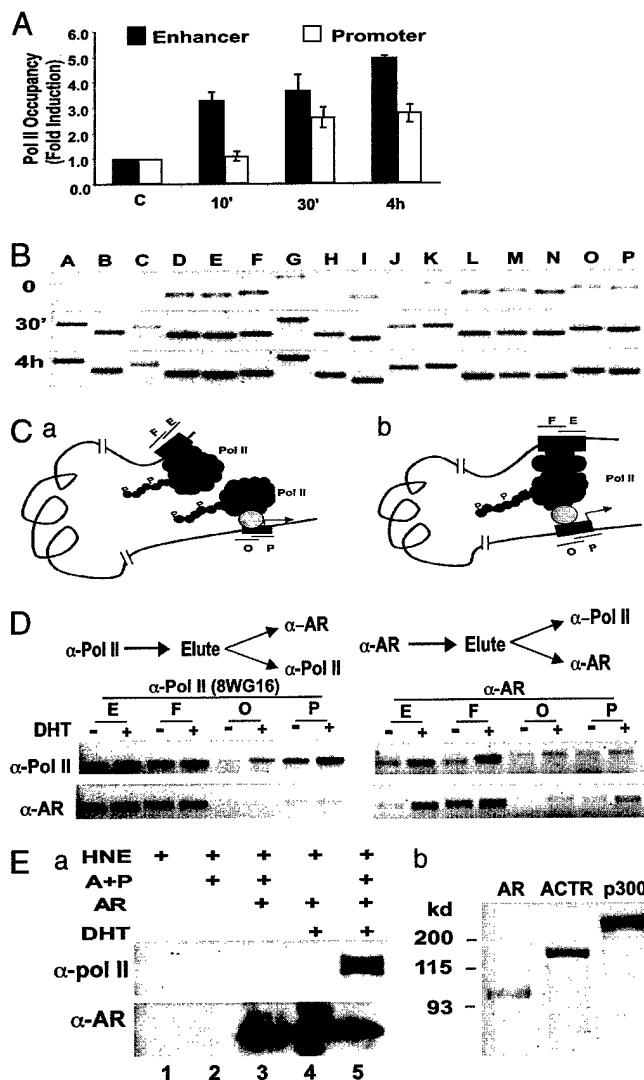 A
Enhancer Promoter
Pol II Occupancy
(Fold Induction)
6.0
5.0
4.0
3.0
2.0
1.0
0.0
C 10' 30' 4h
B
A B C D E F G H I J K L M N O P
0
30'
4h
C a
F E
Pol II
P P P
Pol II
P P P
O P
b
F E
Pol II
P P P
O P
D
α-Pol II Elute α-AR
α-Pol II
α-AR Elute α-Pol II
α-AR
α-Pol II (8WG16)
E F O P
DHT - + - + - + - +
α-Pol II
α-AR
α-AR
E F O P
- + - + - + - +
E a
HNE + + + + +
A+P + + +
AR + + +
DHT + +
α-pol II
α-AR
1 2 3 4 5
b
AR ACTR p300
kd
200 -
115 -
93 -